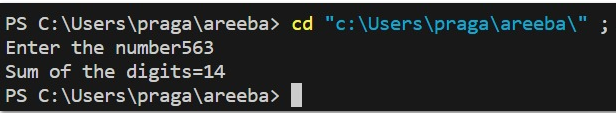 PS C:\Users\praga\areeba> cd "c:\Users\praga\areeba\" ;
Enter the number563
Sum of the digits=14
PS C:\Users\praga\areeba>